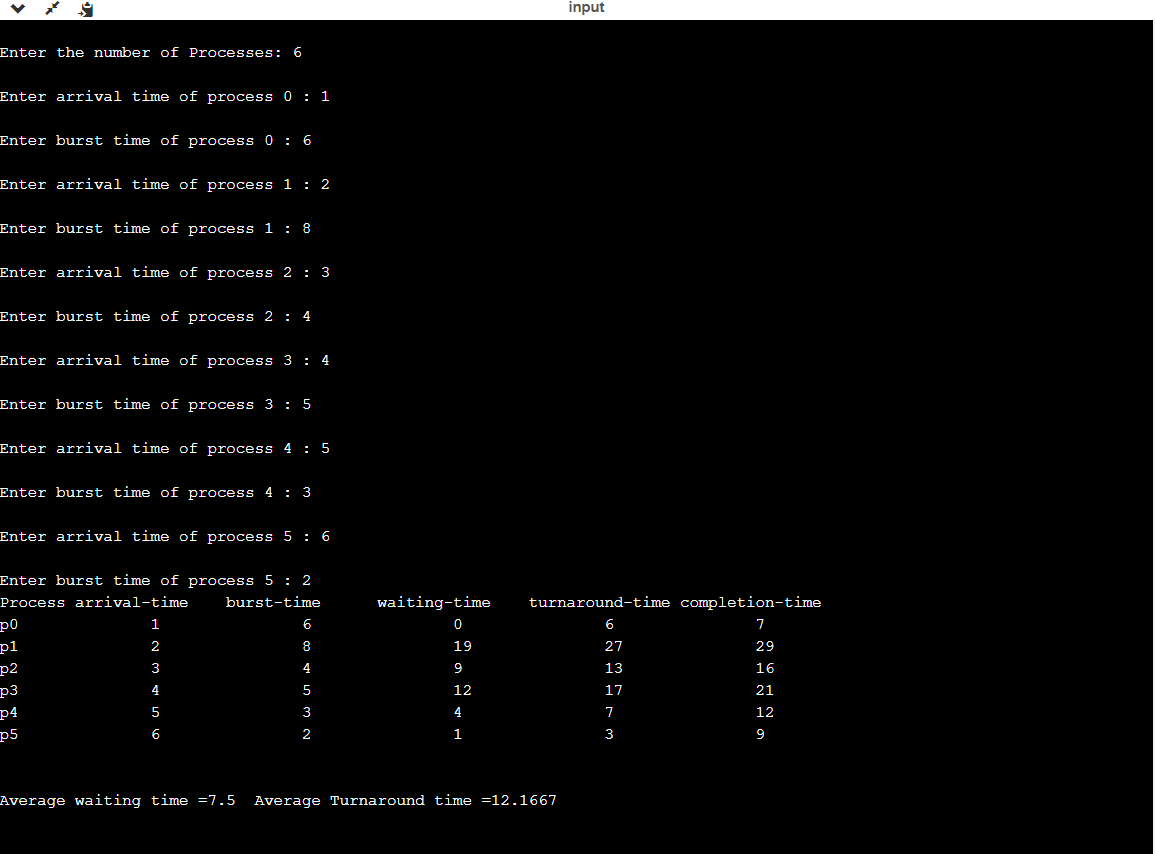 input
Enter the number of Processes: 6
Enter arrival time of process 0 : 1
Enter burst time of process 0 : 6
Enter arrival time of process 1 : 2
Enter burst time of process 1 : 8
Enter arrival time of process 2 : 3
Enter burst time of process 2 : 4
Enter arrival time of process 3 : 4
Enter burst time of process 3 : 5
Enter arrival time of process 4 : 5
Enter burst time of process 4 : 3
Enter arrival time of process 5 : 6
Enter burst time of process 5 : 2
Process arrival-time burst-time waiting-time turnaround-time completion-time
p0 1 6 0 6 7
p1 2 8 19 27 29
p2 3 4 9 13 16
p3 4 5 12 17 21
p4 5 3 4 7 12
p5 6 2 1 3 9
Average waiting time =7.5 Average Turnaround time =12.1667